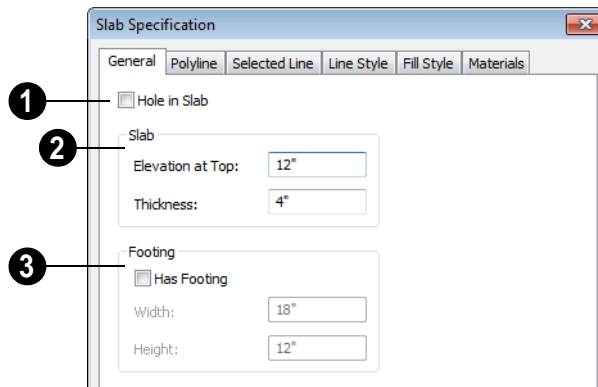 Slab Specification
General Polyline Selected Line Line Style Fill Style Materials
1 Hole in Slab
2 Slab
Elevation at Top: 12"
Thickness: 4"
3 Footing
Has Footing
Width: 18"
Height: 12"